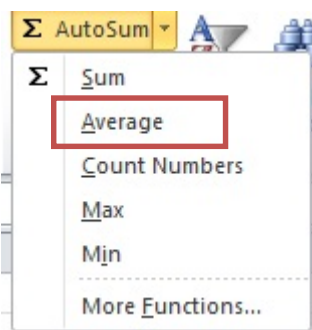 Σ AutoSum
Σ Sum
Average
Count Numbers
Max
Min
More Functions...